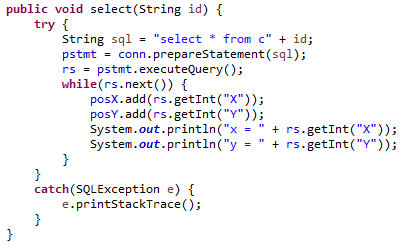 public void select(String id) {
    try {
        String sql = "select * from c" + id;
        pstmt = conn.prepareStatement(sql);
        rs = pstmt.executeQuery();
        while(rs.next()) {
            posX.add(rs.getInt("X"));
            posY.add(rs.getInt("Y"));
            System.out.println("x = " + rs.getInt("X"));
            System.out.println("y = " + rs.getInt("Y"));
        }
    }
    catch(SQLException e) {
        e.printStackTrace();
    }
}